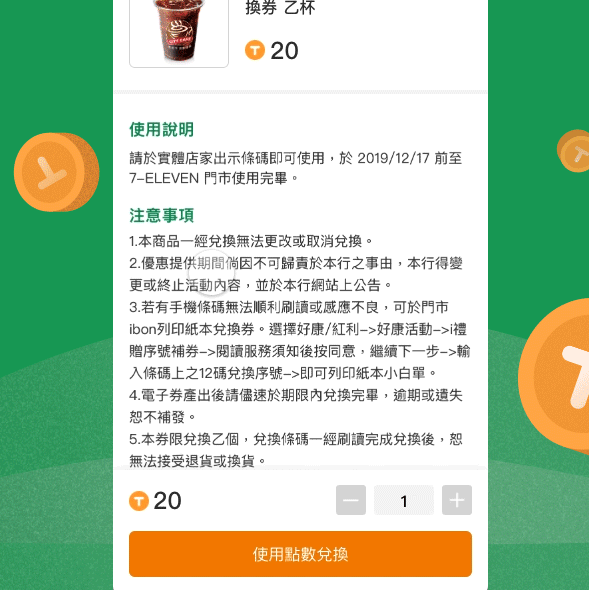 換券 乙杯
20
使用說明
請於實體店家出示條碼即可使用，於 2019/12/17 前至
7-ELEVEN 門市使用完畢。
注意事項
1.本商品一經兌換無法更改或取消兌換。
2.優惠提供期間倘因不可歸責於本行之事由，本行得變
更或終止活動內容，並於本行網站上公告。
3.若有手機條碼無法順利刷讀或感應不良，可於門市
ibon列印紙本兌換券。選擇好康/紅利->好康活動->i禮
贈序號補券->閱讀服務須知後按同意，繼續下一步->輸
入條碼上之12碼兌換序號->即可列印紙本小白單。
4.電子券產出後請儘速於期限內兌換完畢，逾期或遺失
恕不補發。
5.本券限兌換乙個，兌換條碼一經刷讀完成兌換後，恕
無法接受退貨或換貨。
20
1
使用點數兌換